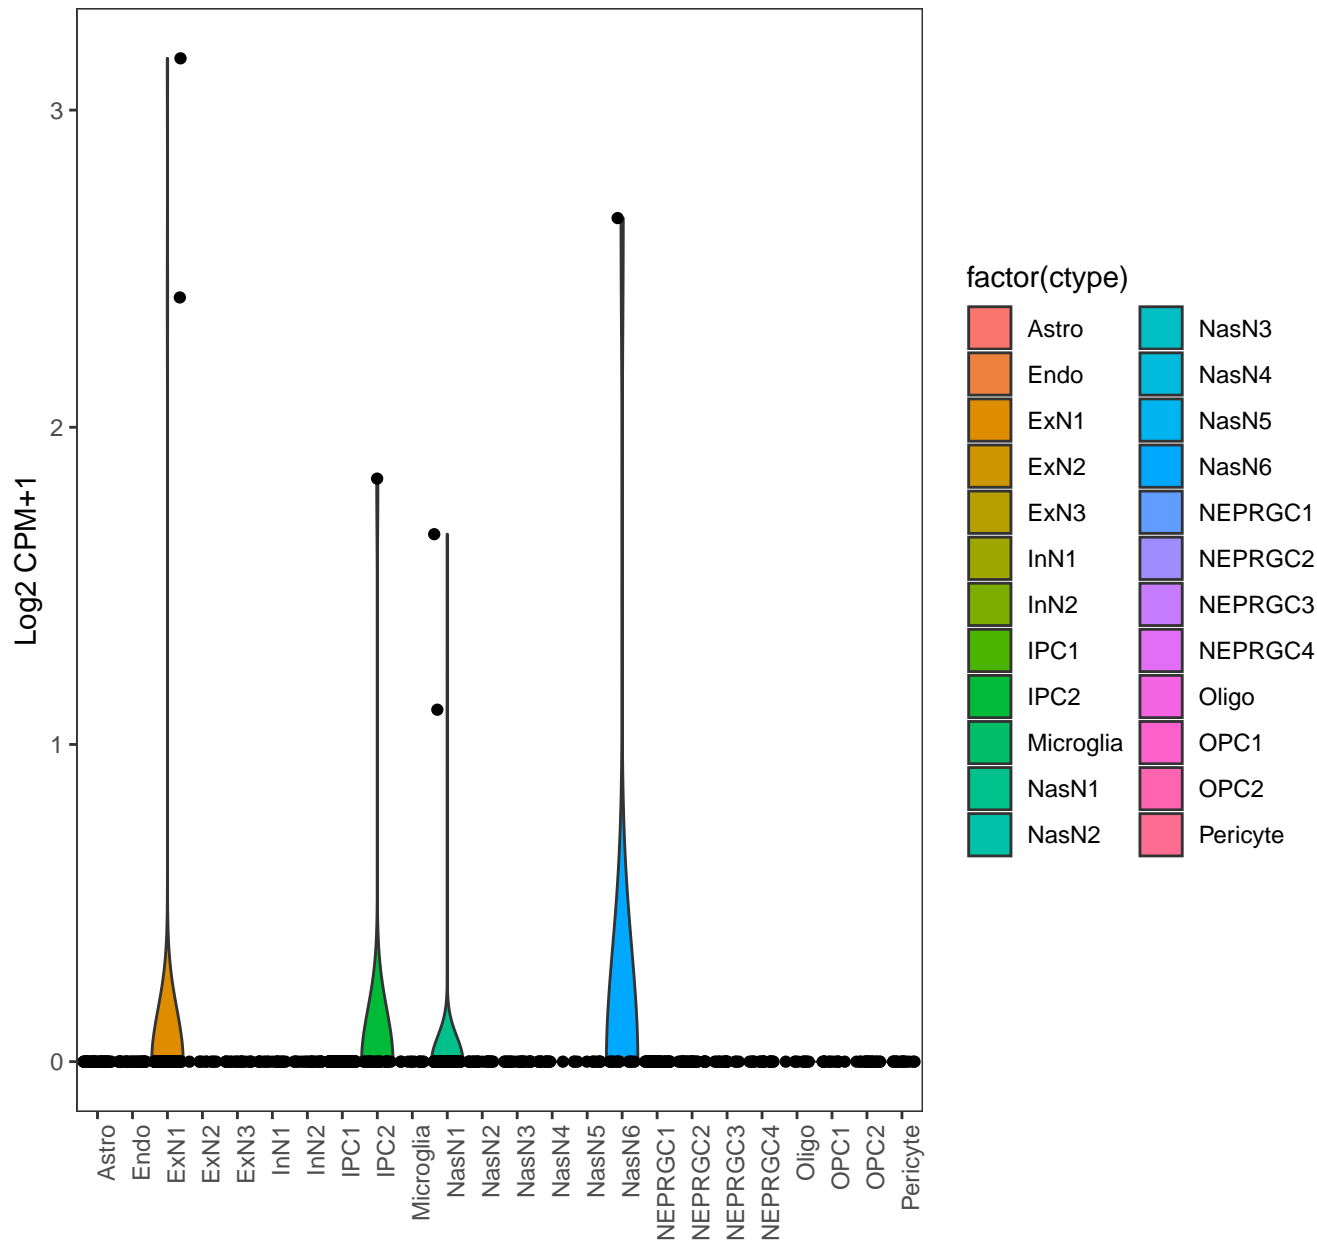 3
2
1
0
Log2 CPM+1
Astro
Endo
ExN1
ExN2
ExN3
InN1
InN2
IPC1
IPC2
Microglia
NasN1
NasN2
NasN3
NasN4
NasN5
NasN6
NEPRGC1
NEPRGC2
NEPRGC3
NEPRGC4
Oligo
OPC1
OPC2
Pericyte
factor(ctype)
Astro
Endo
ExN1
ExN2
ExN3
InN1
InN2
IPC1
IPC2
Microglia
NasN1
NasN2
NasN3
NasN4
NasN5
NasN6
NEPRGC1
NEPRGC2
NEPRGC3
NEPRGC4
Oligo
OPC1
OPC2
Pericyte